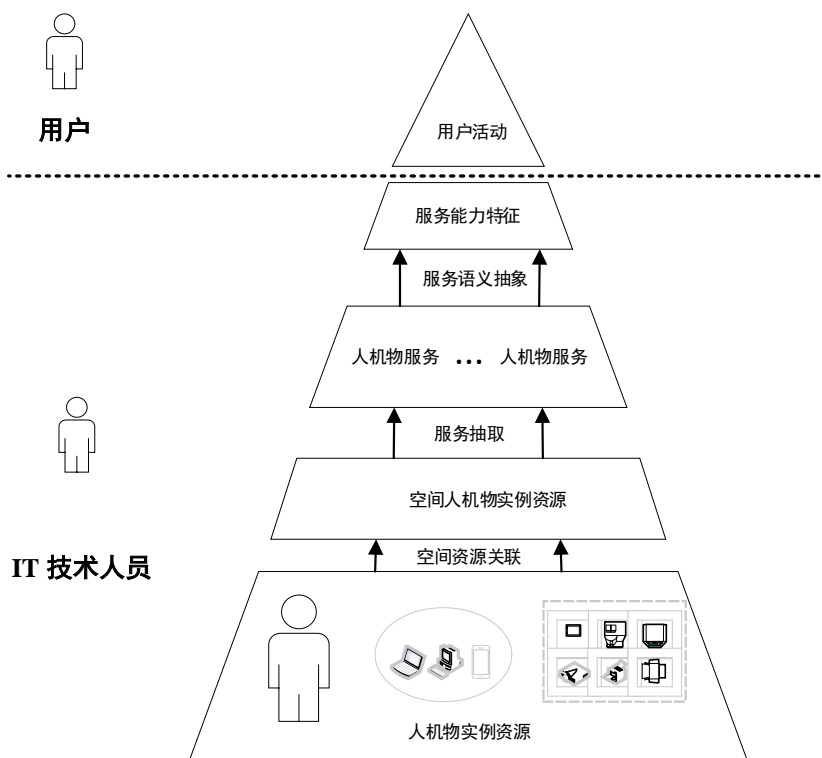 用户活动
用户
服务能力特征
服务语义抽象
人机物服务 ... 人机物服务
服务抽取
空间人机物实例资源
空间资源关联
IT 技术人员
人机物实例资源